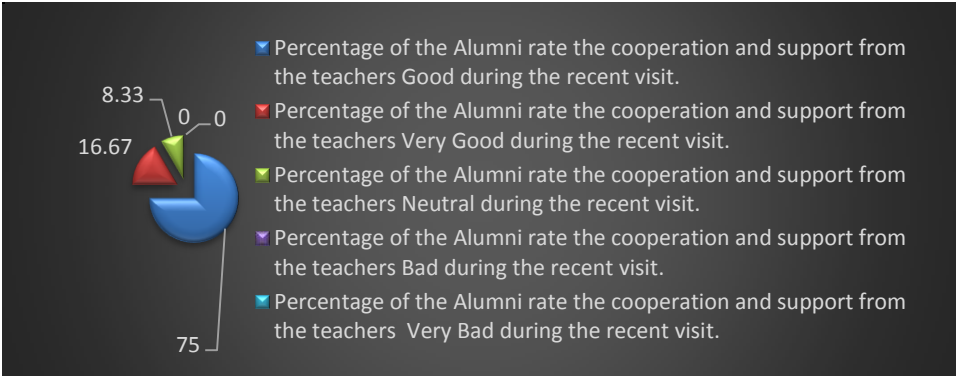 8.33
0
0
16.67
75
Percentage of the Alumni rate the cooperation and support from
the teachers Good during the recent visit.
Percentage of the Alumni rate the cooperation and support from
the teachers Very Good during the recent visit.
Percentage of the Alumni rate the cooperation and support from
the teachers Neutral during the recent visit.
Percentage of the Alumni rate the cooperation and support from
the teachers Bad during the recent visit.
Percentage of the Alumni rate the cooperation and support from
the teachers  Very Bad during the recent visit.